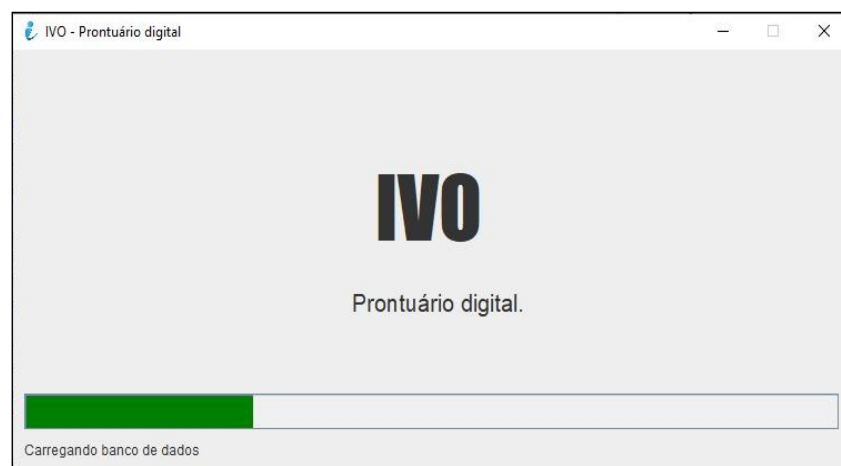 IVO - Prontuário digital
IVO
Prontuário digital.
Carregando banco de dados